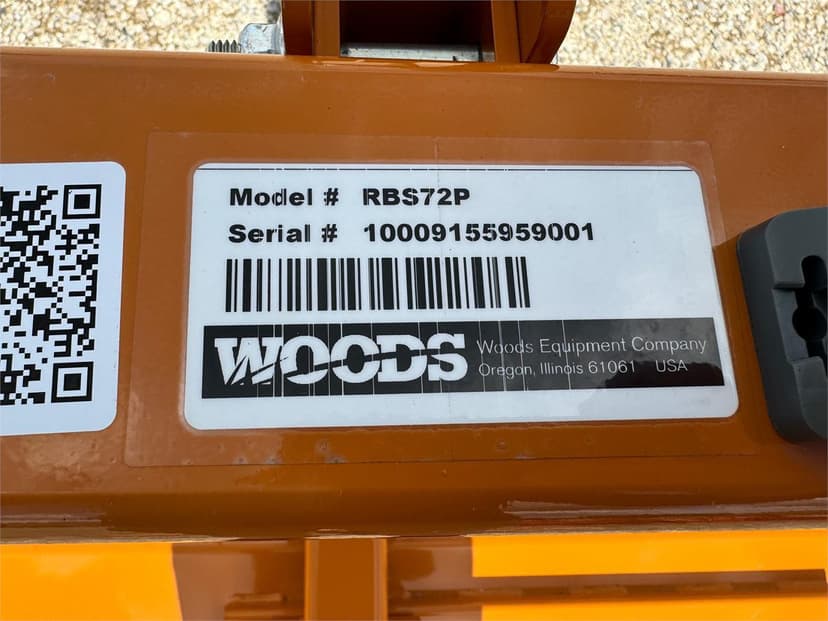 Model # RBS72P
Serial # 10009155959001
WOODS
Woods Equipment Company
Oregon, Illinois 61061 USA